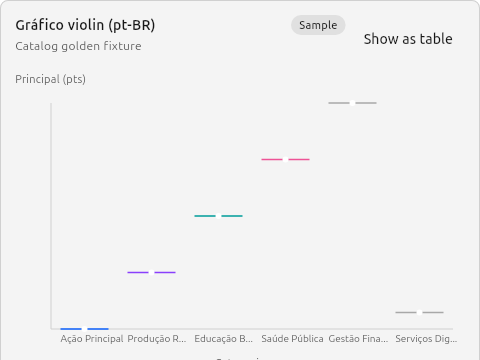 Gráfico violin (pt-BR)
Sample
Show as table
Catalog golden fixture
Principal (pts)
Ação Principal
Produção R...
Educação B...
Saúde Pública
Gestão Fina...
Serviços Dig...